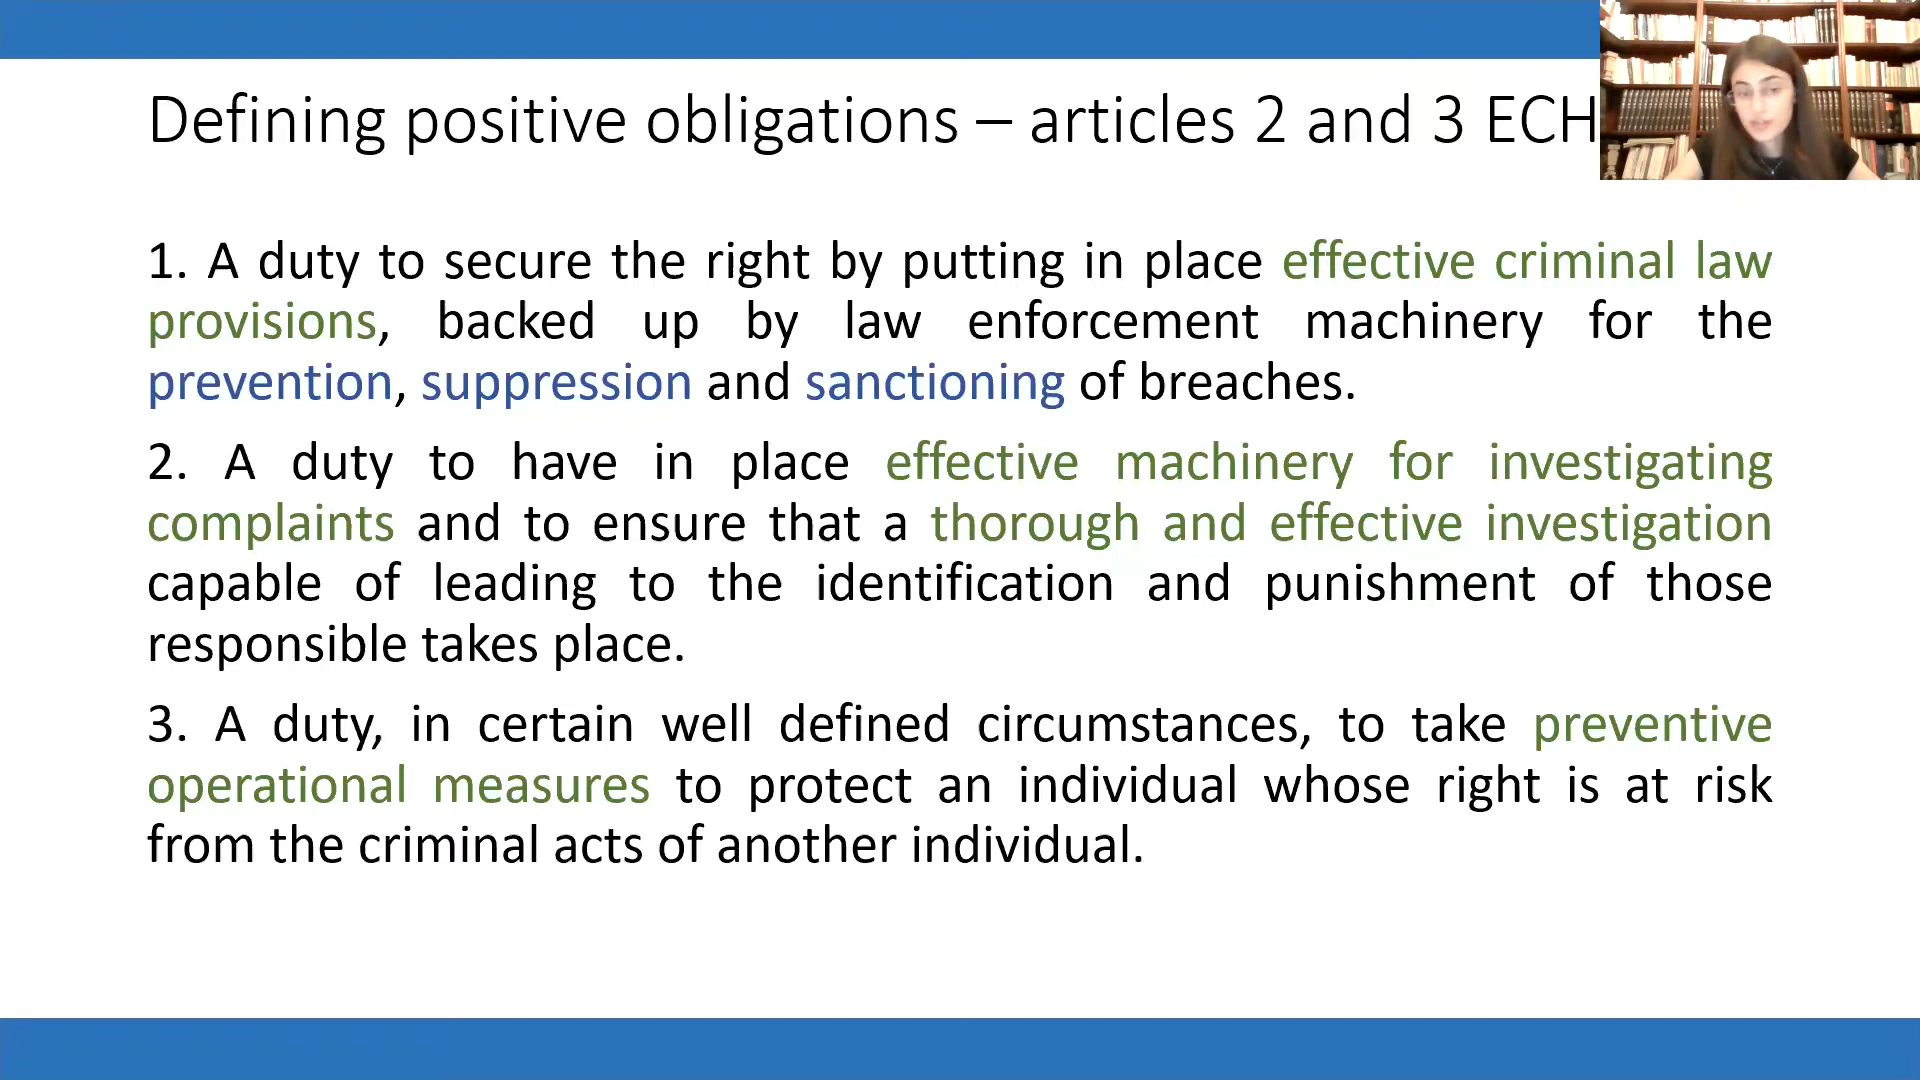 Defining positive obligations – articles 2 and 3 ECH
1. A duty to secure the right by putting in place effective criminal law
provisions, backed up by law enforcement machinery for the
prevention, suppression and sanctioning of breaches.
2. A duty to have in place effective machinery for investigating
complaints and to ensure that a thorough and effective investigation
capable of leading to the identification and punishment of those
responsible takes place.
3. A duty, in certain well defined circumstances, to take preventive
operational measures to protect an individual whose right is at risk
from the criminal acts of another individual.